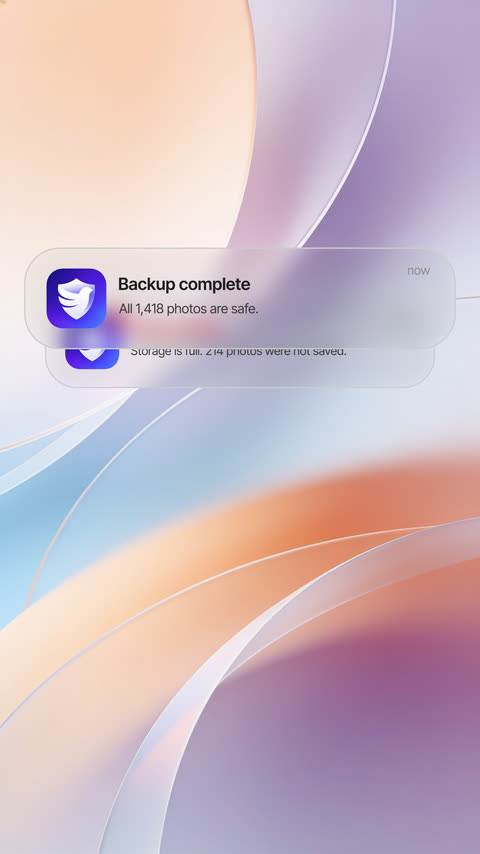 now
Backup complete
All 1,418 photos are safe.
Storage is full. 214 photos were not saved.